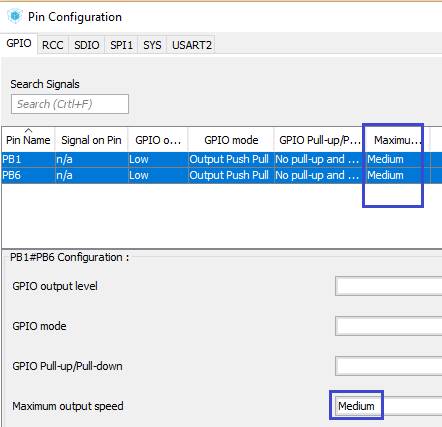 Pin Configuration
GPIO RCC SDIO SPI1 SYS USART2
Search Signals
Search (Crtl+F)
Pin Name Signal on Pin GPIO o... GPIO mode GPIO Pull-up/P... Maximu...
PB1 n/a Low Output Push Pull No pull-up and ... Medium
PB6 n/a Low Output Push Pull No pull-up and ... Medium
PB1#PB6 Configuration :
GPIO output level
GPIO mode
GPIO Pull-up/Pull-down
Maximum output speed Medium